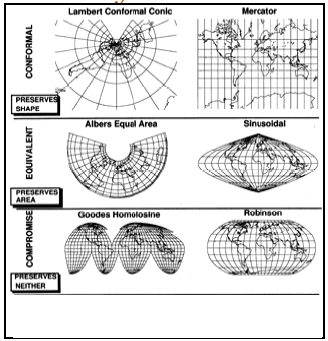 Lambert Conformal Conic
Mercator
CONFORMAL
PRESERVES
SHAPE
Albers Equal Area
Sinusoidal
EQUIVALENT
PRESERVES
AREA
Goodes Homolosine
Robinson
COMPROMISE
PRESERVES
NEITHER